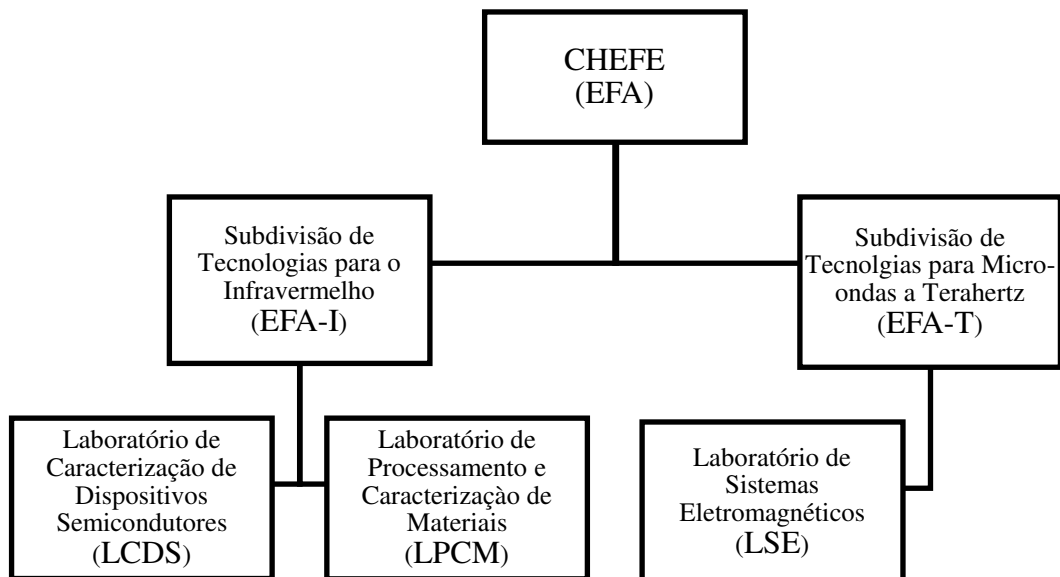 CHEFE
(EFA)
Subdivisão de
Tecnologias para o
Infravermelho
(EFA-I)
Subdivisão de
Tecnolgias para Micro-
ondas a Terahertz
(EFA-T)
Laboratório de
Caracterização de
Dispositivos
Semicondutores
(LCDS)
Laboratório de
Processamento e
Caracterizaçào de
Materiais
(LPCM)
Laboratório de
Sistemas
Eletromagnéticos
(LSE)